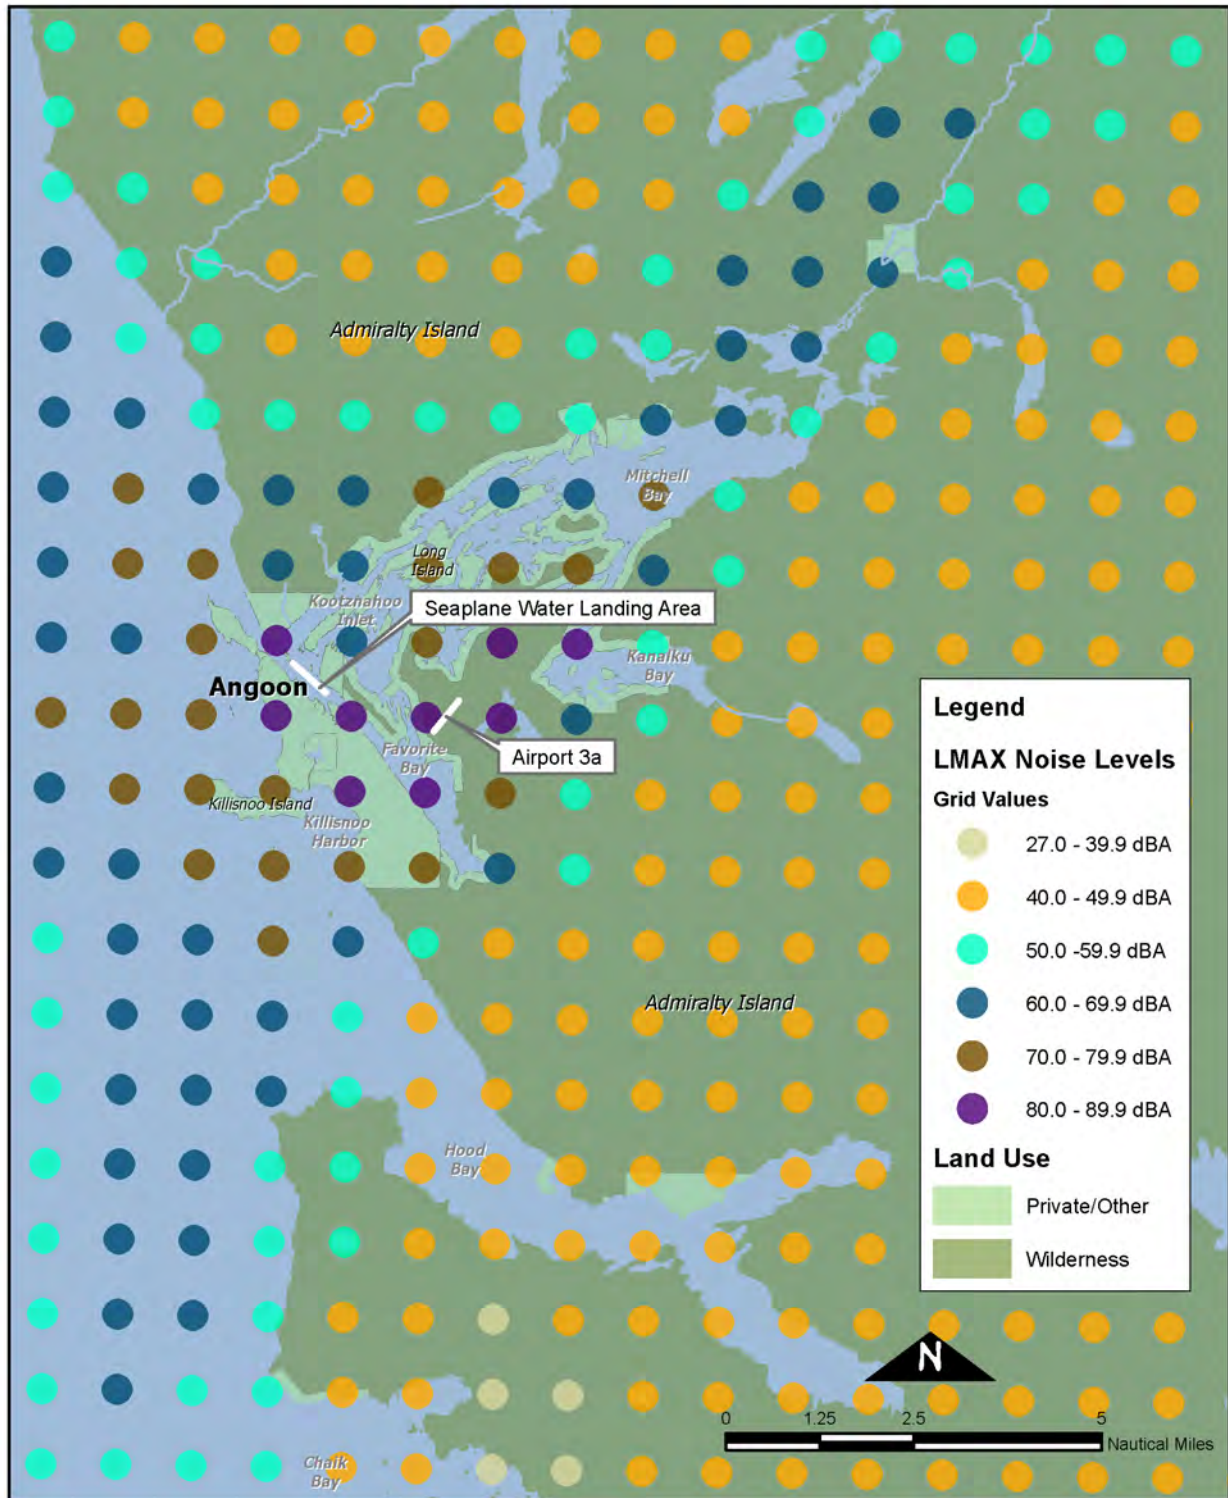 Admiralty Island
Mitchell
Bay
Long
Island
Kootznahoo
Inlet
Seaplane Water Landing Area
Kanalku
Bay
Angoon
Favorite
Bay
Airport 3a
Killisnoo Island
Killisnoo
Harbor
Admiralty Island
Hood
Bay
Chaik
Bay
Legend
LMAX Noise Levels
Grid Values
27.0 - 39.9 dBA
40.0 - 49.9 dBA
50.0 -59.9 dBA
60.0 - 69.9 dBA
70.0 - 79.9 dBA
80.0 - 89.9 dBA
Land Use
Private/Other
Wilderness
N
0 1.25 2.5 5
Nautical Miles